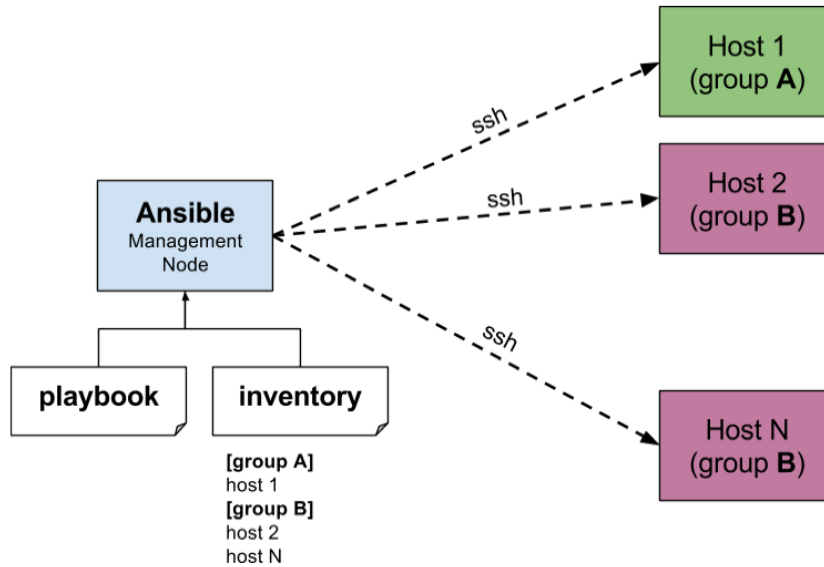 Host 1
(group A)
ssh
Host 2
(group B)
ssh
Ansible
Management
Node
ssh
playbook
inventory
Host N
(group B)
[group A]
host 1
[group B]
host 2
host N